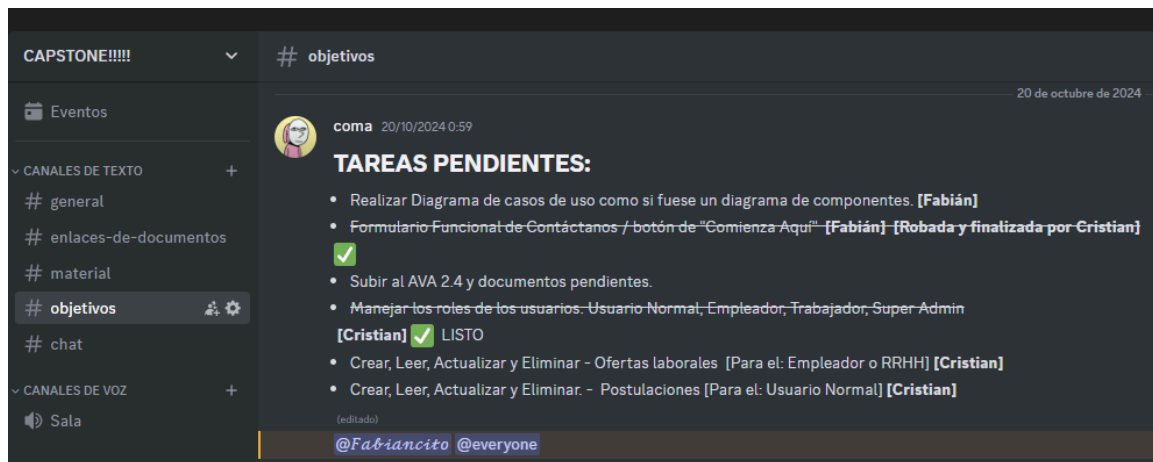 CAPSTONE!!!!!
Eventos
CANALES DE TEXTO
general
enlaces-de-documentos
material
objetivos
chat
CANALES DE VOZ
Sala
objetivos
20 de octubre de 2024
coma 20/10/2024 0:59
TAREAS PENDIENTES:
• Realizar Diagrama de casos de uso como si fuese un diagrama de componentes. [Fabián]
• Formulario Funcional de Contáctanos / botón de "Comienza Aquí" [Fabián] [Robada y finalizada por Cristian]
✅
• Subir al AVA 2.4 y documentos pendientes.
• Manejar los roles de los usuarios. Usuario Normal, Empleador, Trabajador, Super Admin
[Cristian] ✅ LISTO
• Crear, Leer, Actualizar y Eliminar - Ofertas laborales [Para el: Empleador o RRHH] [Cristian]
• Crear, Leer, Actualizar y Eliminar. - Postulaciones [Para el: Usuario Normal] [Cristian]
(editado)
@𝓕𝓪𝓫𝓲𝓪𝓷𝓬𝓲𝓽𝓸 @everyone